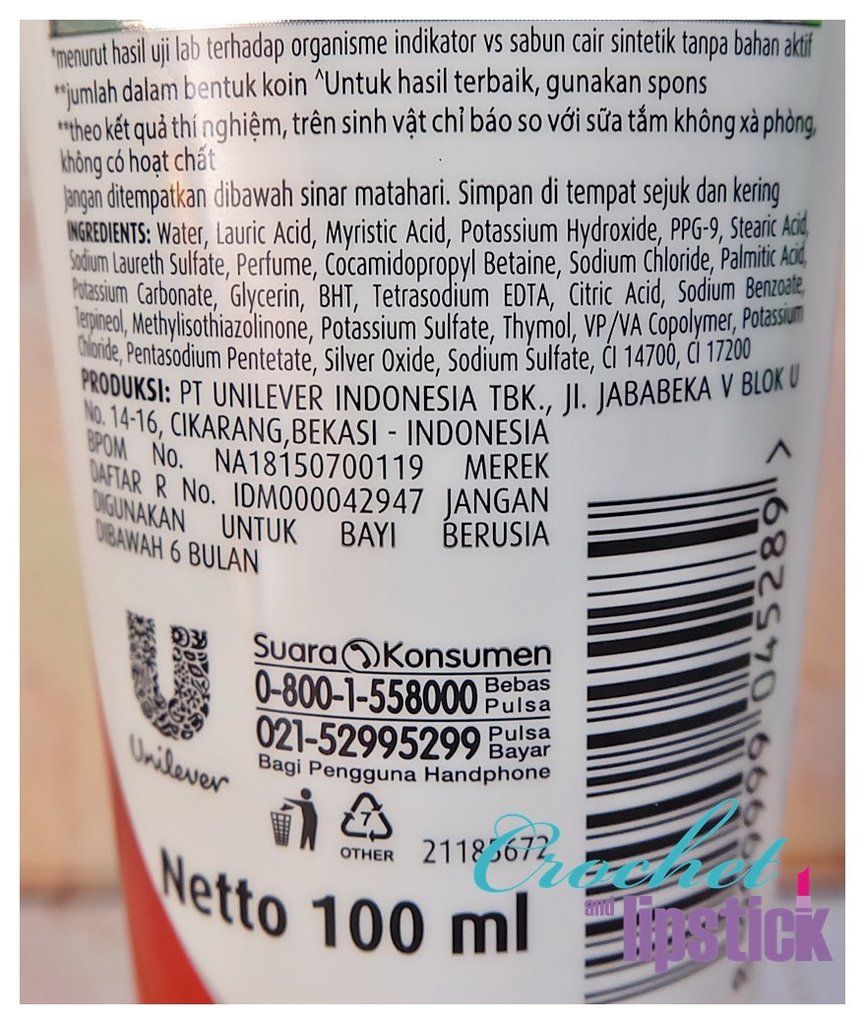 *menurut hasil uji lab terhadap organisme indikator vs sabun cair sintetik tanpa bahan aktif
**jumlah dalam bentuk koin ^Untuk hasil terbaik, gunakan spons
**theo kết quả thí nghiệm, trên sinh vật chỉ báo so với sữa tắm không xà phòng,
không có hoạt chất
Jangan ditempatkan dibawah sinar matahari. Simpan di tempat sejuk dan kering
INGREDIENTS: Water, Lauric Acid, Myristic Acid, Potassium Hydroxide, PPG-9, Stearic Acid,
Sodium Laureth Sulfate, Perfume, Cocamidopropyl Betaine, Sodium Chloride, Palmitic Acid,
Potassium Carbonate, Glycerin, BHT, Tetrasodium EDTA, Citric Acid, Sodium Benzoate,
Terpineol, Methylisothiazolinone, Potassium Sulfate, Thymol, VP/VA Copolymer, Potassium
Chloride, Pentasodium Pentetate, Silver Oxide, Sodium Sulfate, CI 14700, CI 17200
PRODUKSI: PT UNILEVER INDONESIA TBK., Jl. JABABEKA V BLOK U
No. 14-16, CIKARANG,BEKASI - INDONESIA
BPOM No. NA18150700119 MEREK
DAFTAR R No. IDM000042947 JANGAN
DIGUNAKAN UNTUK BAYI BERUSIA
DIBAWAH 6 BULAN
Unilever
Suara Konsumen
0-800-1-558000 Bebas Pulsa
021-52995299 Pulsa Bayar
Bagi Pengguna Handphone
7
OTHER
Netto 100 ml
045289 >
Crochet
and lipstick